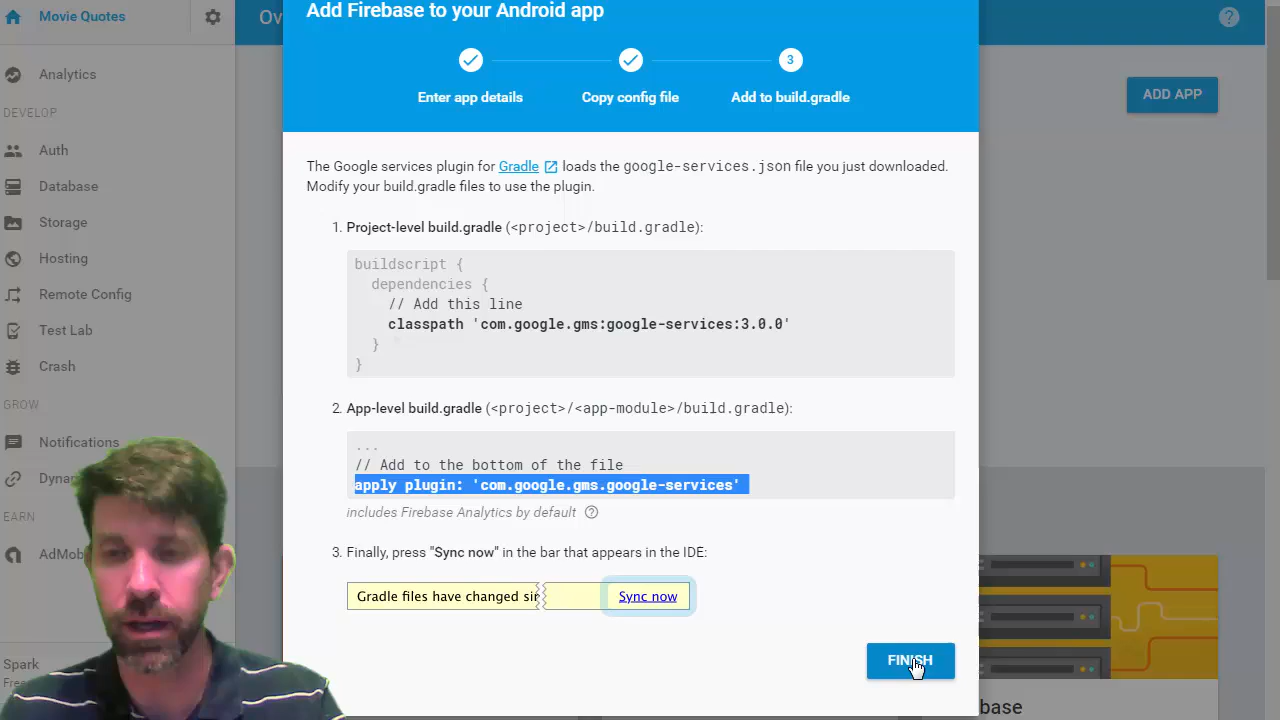 Movie Quotes
Ov
Add Firebase to your Android app
3
Enter app details
Copy config file
Add to build.gradle
ADD APP
Analytics
DEVELOP
Auth
Database
Storage
Hosting
Remote Config
Test Lab
Crash
GROW
Notifications
Dynam
EARN
AdMob
Spark
Free
The Google services plugin for Gradle loads the google-services.json file you just downloaded.
Modify your build.gradle files to use the plugin.
1. Project-level build.gradle (<project>/build.gradle):
buildscript {
dependencies {
// Add this line
classpath 'com.google.gms:google-services:3.0.0'
}
}
2. App-level build.gradle (<project>/<app-module>/build.gradle):
...
// Add to the bottom of the file
apply plugin: 'com.google.gms.google-services'
includes Firebase Analytics by default ?
3. Finally, press "Sync now" in the bar that appears in the IDE:
Gradle files have changed sin
Sync now
FINISH
base
?